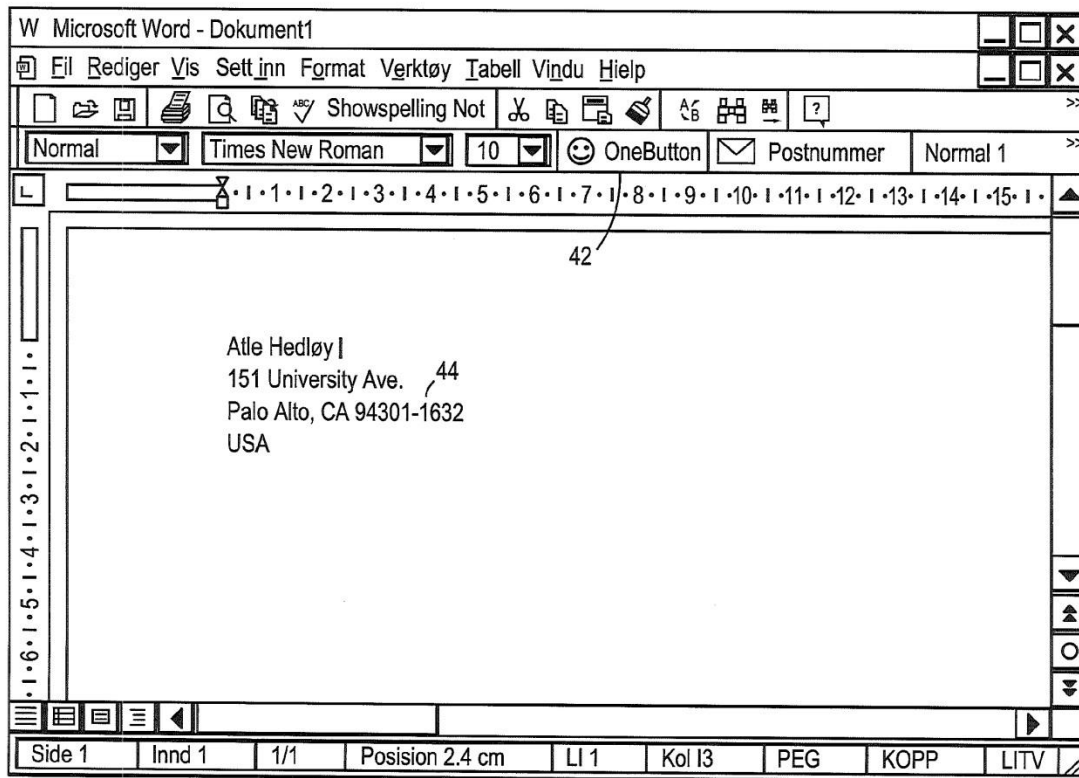 W Microsoft Word - Dokument1
Fil Rediger Vis Sett inn Format Verktøy Tabell Vindu Hielp
ABC Showspelling Not A B ? >>
Normal Times New Roman 10 OneButton Postnummer Normal 1 >>
L · I · 1 · I · 2 · I · 3 · I · 4 · I · 5 · I · 6 · I · 7 · I · 8 · I · 9 · I · 10 · I · 11 · I · 12 · I · 13 · I · 14 · I · 15 · I ·
42
Atle Hedløy
151 University Ave. 44
Palo Alto, CA 94301-1632
USA
· I · 6 · I · 5 · I · 4 · I · 3 · I · 2 · I · 1 · I ·
Side 1 Innd 1 1/1 Posision 2.4 cm LI 1 Kol I3 PEG KOPP LITV